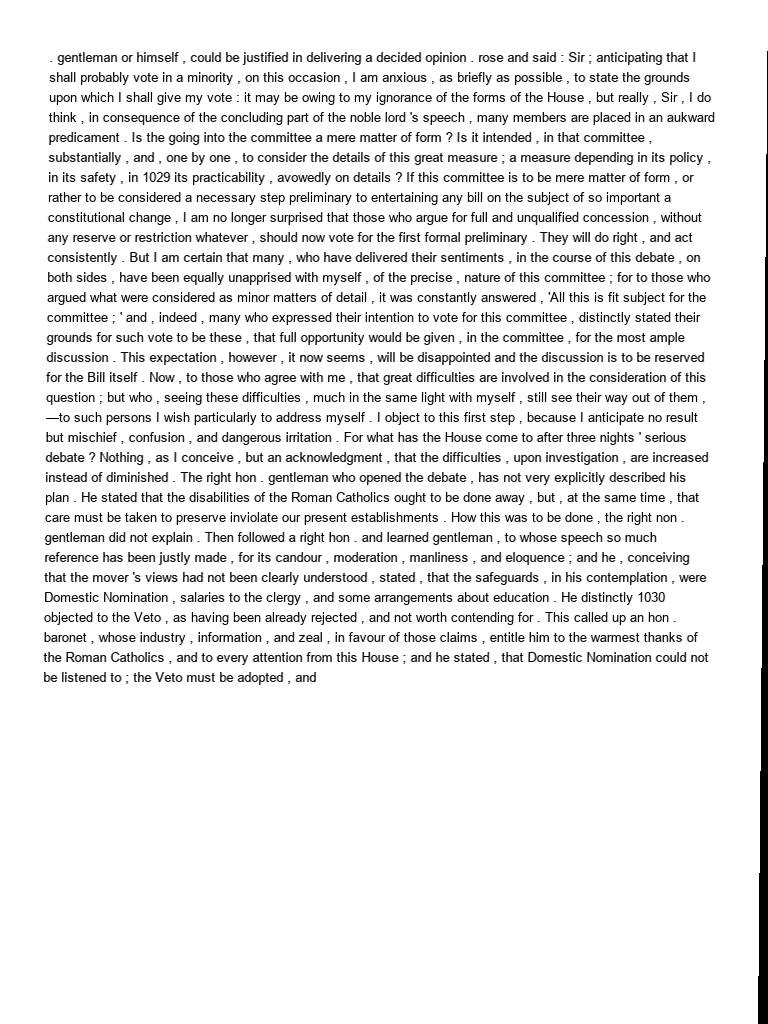 . gentleman or himself , could be justified in delivering a decided opinion . rose and said : Sir ; anticipating that I
shall probably vote in a minority , on this occasion , I am anxious , as briefly as possible , to state the grounds
upon which I shall give my vote : it may be owing to my ignorance of the forms of the House , but really , Sir , I do
think , in consequence of the concluding part of the noble lord 's speech , many members are placed in an aukward
predicament . Is the going into the committee a mere matter of form ? Is it intended , in that committee ,
substantially , and , one by one , to consider the details of this great measure ; a measure depending in its policy ,
in its safety , in 1029 its practicability , avowedly on details ? If this committee is to be mere matter of form , or
rather to be considered a necessary step preliminary to entertaining any bill on the subject of so important a
constitutional change , I am no longer surprised that those who argue for full and unqualified concession , without
any reserve or restriction whatever , should now vote for the first formal preliminary . They will do right , and act
consistently . But I am certain that many , who have delivered their sentiments , in the course of this debate , on
both sides , have been equally unapprised with myself , of the precise , nature of this committee ; for to those who
argued what were considered as minor matters of detail , it was constantly answered , 'All this is fit subject for the
committee ; ' and , indeed , many who expressed their intention to vote for this committee , distinctly stated their
grounds for such vote to be these , that full opportunity would be given , in the committee , for the most ample
discussion . This expectation , however , it now seems , will be disappointed and the discussion is to be reserved
for the Bill itself . Now , to those who agree with me , that great difficulties are involved in the consideration of this
question ; but who , seeing these difficulties , much in the same light with myself , still see their way out of them ,
—to such persons I wish particularly to address myself . I object to this first step , because I anticipate no result
but mischief , confusion , and dangerous irritation . For what has the House come to after three nights ' serious
debate ? Nothing , as I conceive , but an acknowledgment , that the difficulties , upon investigation , are increased
instead of diminished . The right hon . gentleman who opened the debate , has not very explicitly described his
plan . He stated that the disabilities of the Roman Catholics ought to be done away , but , at the same time , that
care must be taken to preserve inviolate our present establishments . How this was to be done , the right non .
gentleman did not explain . Then followed a right hon . and learned gentleman , to whose speech so much
reference has been justly made , for its candour , moderation , manliness , and eloquence ; and he , conceiving
that the mover 's views had not been clearly understood , stated , that the safeguards , in his contemplation , were
Domestic Nomination , salaries to the clergy , and some arrangements about education . He distinctly 1030
objected to the Veto , as having been already rejected , and not worth contending for . This called up an hon .
baronet , whose industry , information , and zeal , in favour of those claims , entitle him to the warmest thanks of
the Roman Catholics , and to every attention from this House ; and he stated , that Domestic Nomination could not
be listened to ; the Veto must be adopted , and